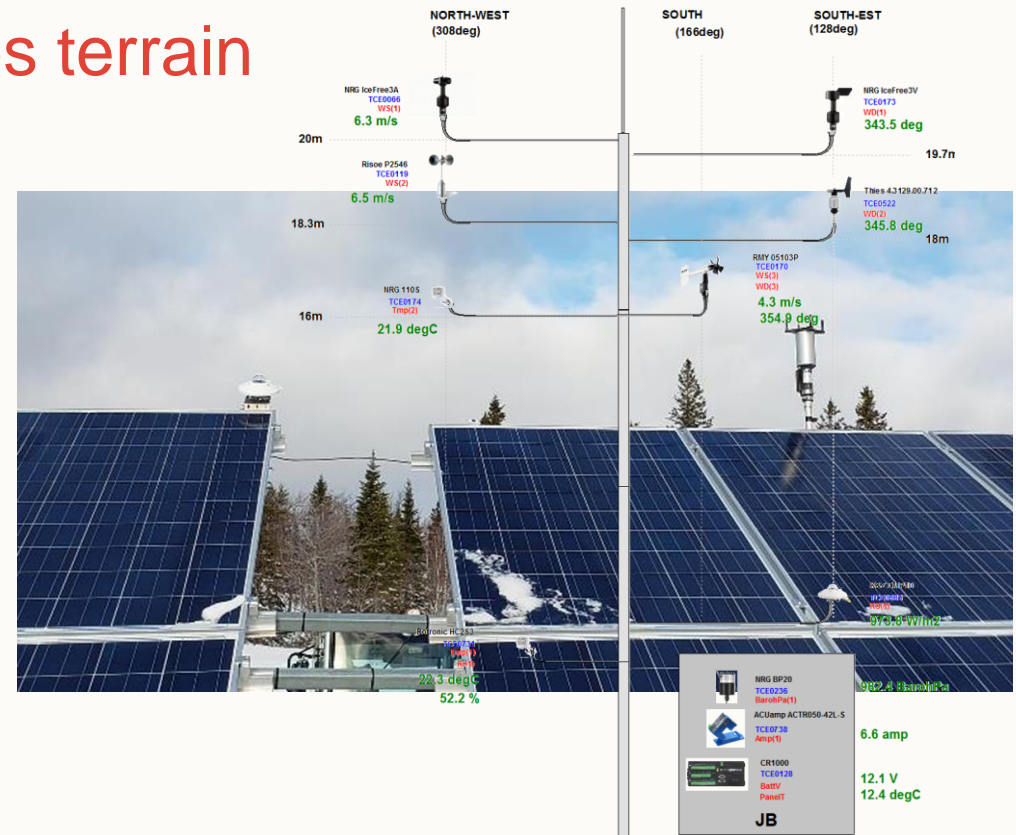 s terrain
NORTH-WEST
(308deg)
SOUTH
(166deg)
SOUTH-EST
(128deg)
NRG IceFree3A
TCE0066
WS(1)
6.3 m/s
20m
NRG IceFree3V
TCE0173
WD(1)
343.5 deg
19.7m
Risoe P2546
TCE0119
WS(2)
6.5 m/s
18.3m
Thies 4.3129.00.712
TCE0522
WD(2)
345.8 deg
18m
RMY 05103P
TCE0170
WS(3)
WD(3)
4.3 m/s
354.9 deg
NRG 110S
TCE0174
Tmp(2)
21.9 degC
16m
973.8 W/m2
Rotronic HC2S3
22.3 degC
52.2 %
NRG BP20
TCE0236
BarohPa(1)
982.4 BarohPa
ACUamp ACTR050-42L-S
TCE0738
Amp(1)
6.6 amp
CR1000
TCE0128
BattV
PanelT
12.1 V
12.4 degC
JB